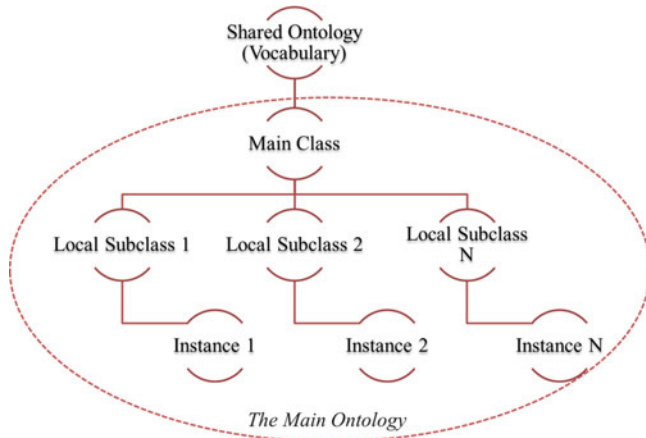 Shared Ontology
(Vocabulary)
Main Class
Local Subclass 1
Local Subclass 2
Local Subclass
N
Instance 1
Instance 2
Instance N
The Main Ontology